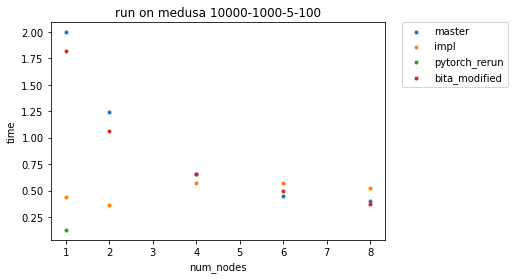 run on medusa 10000-1000-5-100
master
impl
pytorch_rerun
bita_modified
2.00
1.75
1.50
1.25
1.00
0.75
0.50
0.25
time
1 2 3 4 5 6 7 8
num_nodes